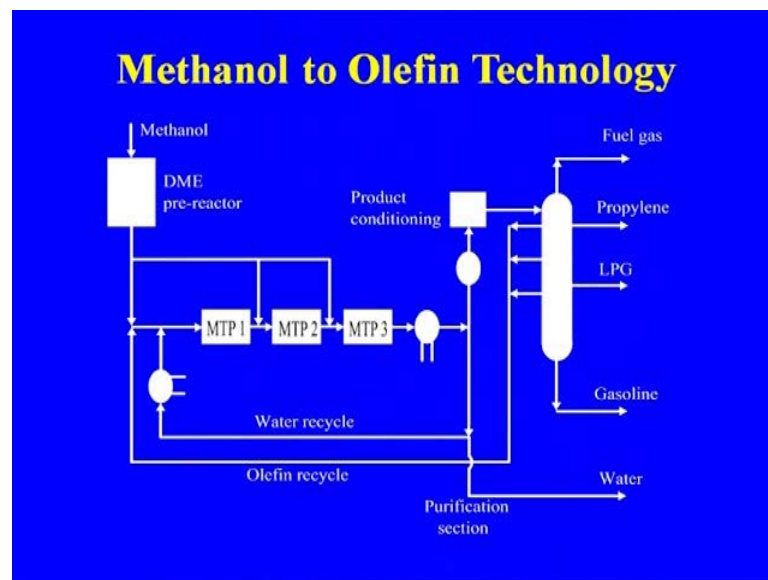 Methanol to Olefin Technology
Methanol
Fuel gas
DME
pre-reactor
Product
conditioning
Propylene
LPG
MTP 1
MTP 2
MTP 3
Gasoline
Water recycle
Olefin recycle
Water
Purification
section